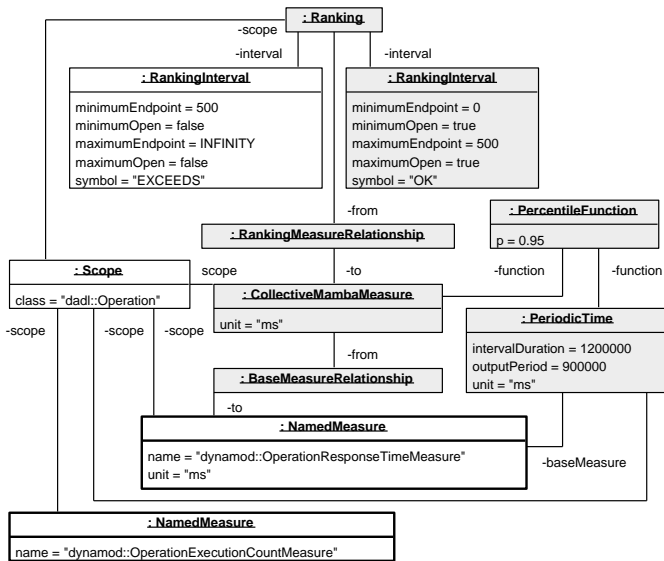 : Ranking
-scope
-interval
-interval
: RankingInterval
minimumEndpoint = 500
minimumOpen = false
maximumEndpoint = INFINITY
maximumOpen = false
symbol = "EXCEEDS"
: RankingInterval
minimumEndpoint = 0
minimumOpen = true
maximumEndpoint = 500
maximumOpen = true
symbol = "OK"
-from
: RankingMeasureRelationship
: PercentileFunction
p = 0.95
: Scope
class = "dadl::Operation"
scope
-to
-function
-function
: CollectiveMambaMeasure
unit = "ms"
: PeriodicTime
intervalDuration = 1200000
outputPeriod = 900000
unit = "ms"
-scope
-scope
-scope
-from
: BaseMeasureRelationship
-to
: NamedMeasure
name = "dynamod::OperationResponseTimeMeasure"
unit = "ms"
-baseMeasure
: NamedMeasure
name = "dynamod::OperationExecutionCountMeasure"